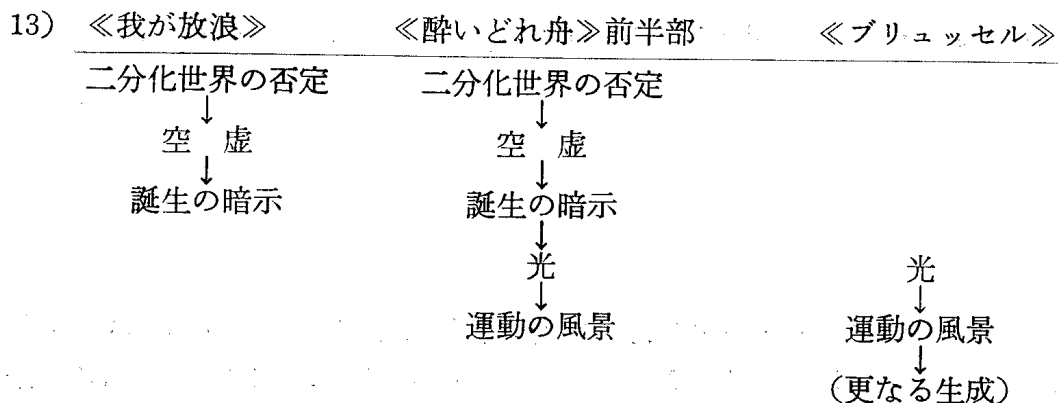 13) ≪我が放浪≫ ≪酔いどれ舟≫前半部 ≪ブリュッセル≫
二分化世界の否定 二分化世界の否定
↓ ↓
空 虚 空 虚
↓ ↓
誕生の暗示 誕生の暗示
↓
光 光
↓ ↓
運動の風景 運動の風景
↓
(更なる生成)